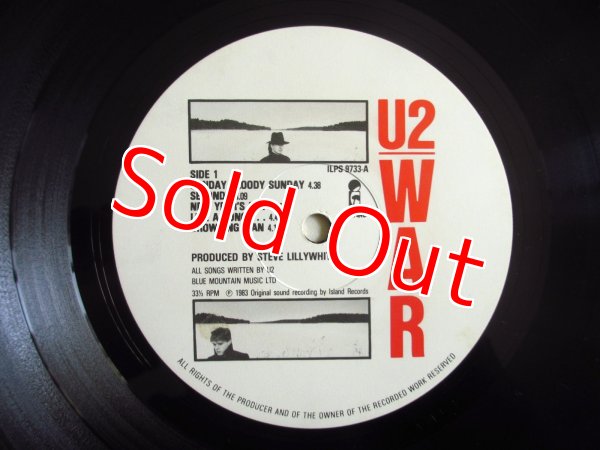 U2
WAR
ILPS-9733-A
SIDE 1
BLOODY SUNDAY 4.38
PRODUCED BY STEVE
ALL SONGS WRITTEN BY U2
BLUE MOUNTAIN MUSIC LTD
33⅓ RPM ℗ 1983 Original sound recording by Island Records
ALL RIGHTS OF THE PRODUCER AND OF THE OWNER OF THE RECORDED WORK RESERVED
Sold Out